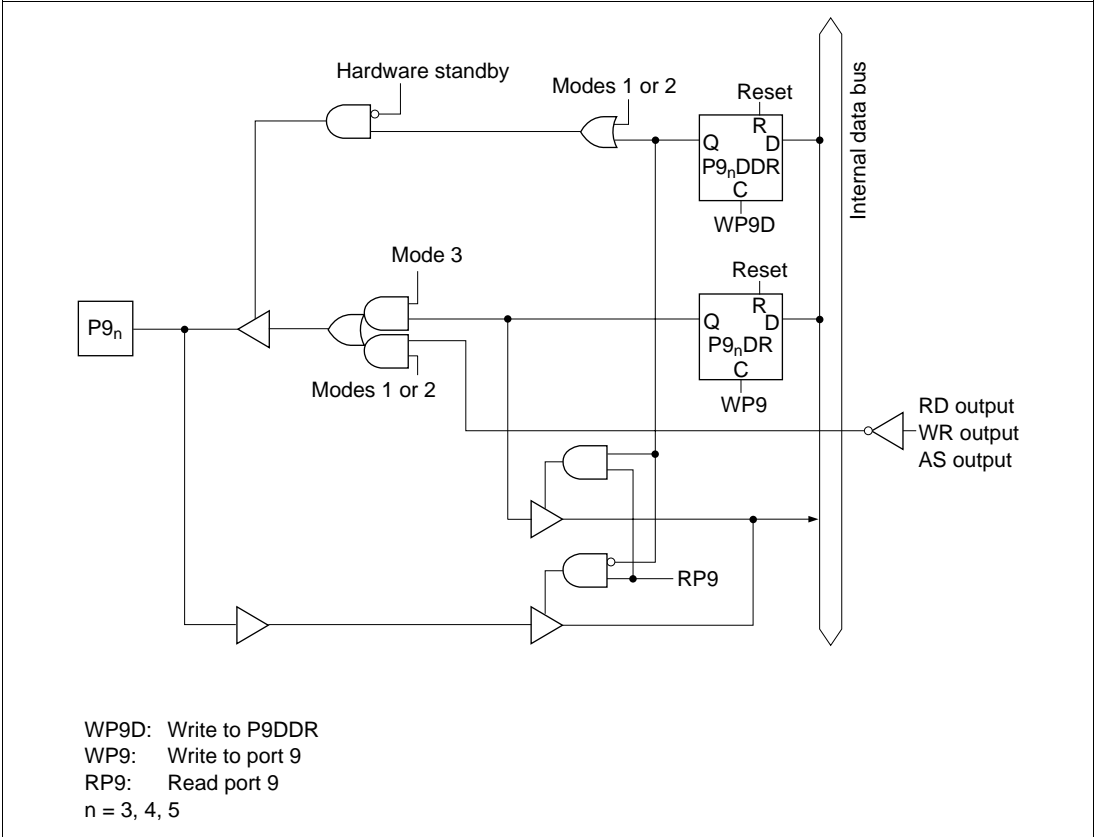 Hardware standby
Modes 1 or 2
Reset
R
Q D
P9nDDR
C
WP9D
Internal data bus
Mode 3
Reset
R
Q D
P9nDR
C
WP9
P9n
Modes 1 or 2
RD output
WR output
AS output
RP9
WP9D: Write to P9DDR
WP9: Write to port 9
RP9: Read port 9
n = 3, 4, 5